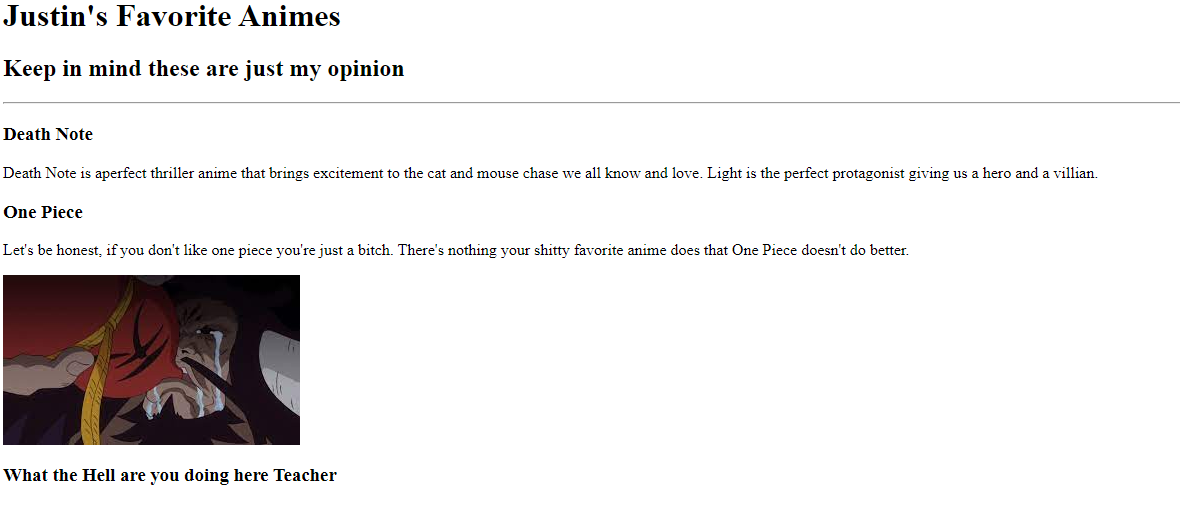 Justin's Favorite Animes
Keep in mind these are just my opinion
Death Note
Death Note is aperfect thriller anime that brings excitement to the cat and mouse chase we all know and love. Light is the perfect protagonist giving us a hero and a villian.
One Piece
Let's be honest, if you don't like one piece you're just a bitch. There's nothing your shitty favorite anime does that One Piece doesn't do better.
What the Hell are you doing here Teacher